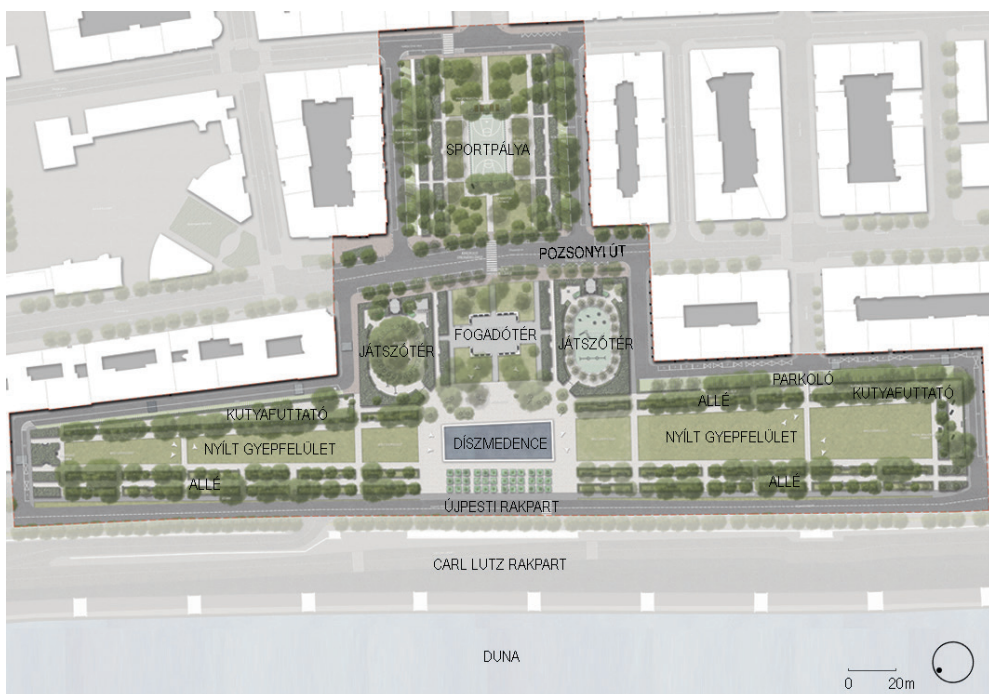 SPORTPÁLYA
POZSONYI ÚT
JÁTSZÓTÉR
FOGADÓTÉR
JÁTSZÓTÉR
PARKOLÓ
KUTYAFUTTATÓ
ALLÉ
KUTYAFUTTATÓ
NYÍLT GYEPFELÜLET
DÍSZMEDENCE
NYÍLT GYEPFELÜLET
ALLÉ
ALLÉ
ÚJPESTI RAKPART
CARL LUTZ RAKPART
DUNA
0 20m